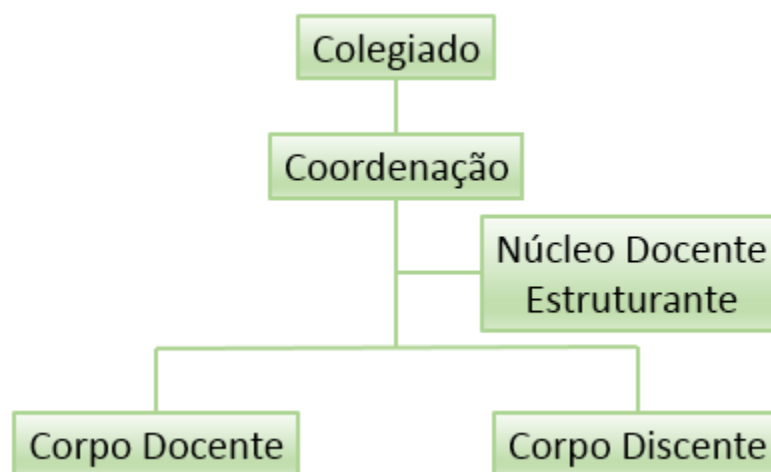 Colegiado
Coordenação
Núcleo Docente
Estruturante
Corpo Docente
Corpo Discente